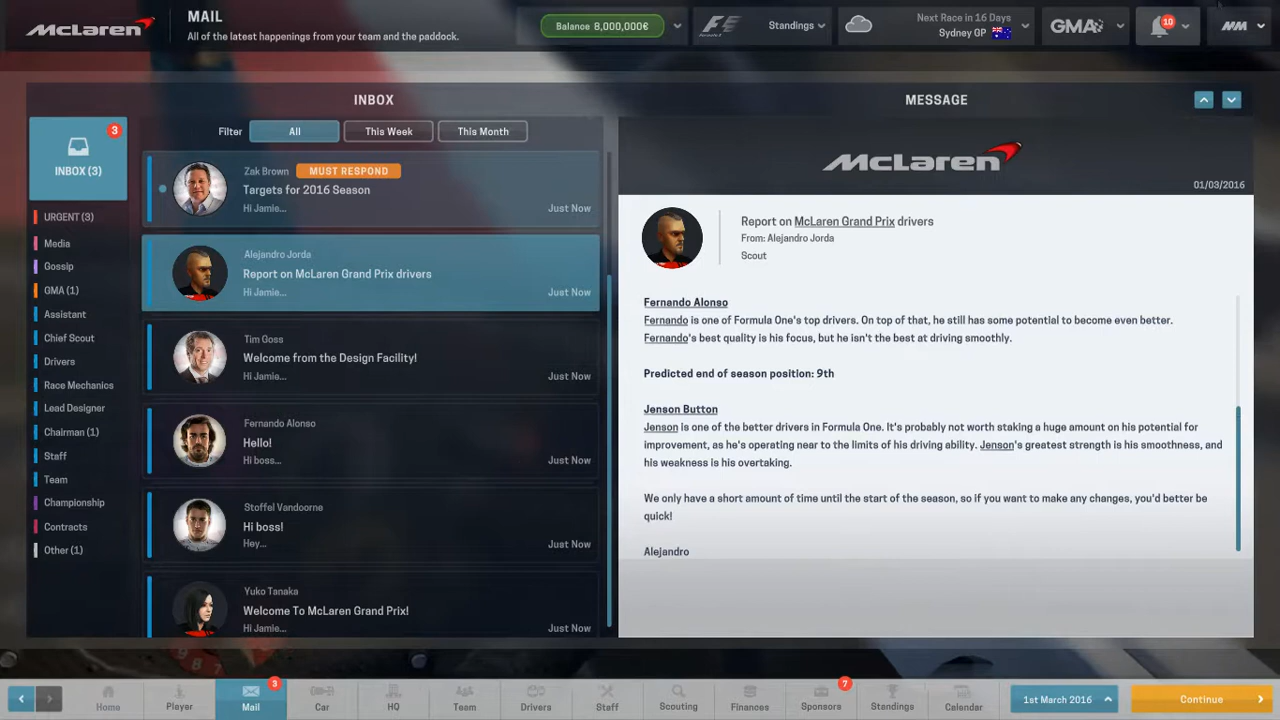 McLaren
MAIL
All of the latest happenings from your team and the paddock.
Balance 8,000,000€
Standings
Next Race in 16 Days
Sydney GP
GMA
10
INBOX
MESSAGE
3
INBOX (3)
Filter
All
This Week
This Month
URGENT (3)
Media
Gossip
GMA (1)
Assistant
Chief Scout
Drivers
Race Mechanics
Lead Designer
Chairman (1)
Staff
Team
Championship
Contracts
Other (1)
Zak Brown
MUST RESPOND
Targets for 2016 Season
Hi Jamie...
Just Now
Alejandro Jorda
Report on McLaren Grand Prix drivers
Hi Jamie...
Just Now
Tim Goss
Welcome from the Design Facility!
Hi Jamie...
Just Now
Fernando Alonso
Hello!
Hi boss...
Just Now
Stoffel Vandoorne
Hi boss!
Hey...
Just Now
Yuko Tanaka
Welcome To McLaren Grand Prix!
Hi Jamie...
Just Now
McLaren
01/03/2016
Report on McLaren Grand Prix drivers
From: Alejandro Jorda
Scout
Fernando Alonso
Fernando is one of Formula One's top drivers. On top of that, he still has some potential to become even better.
Fernando's best quality is his focus, but he isn't the best at driving smoothly.
Predicted end of season position: 9th
Jenson Button
Jenson is one of the better drivers in Formula One. It's probably not worth staking a huge amount on his potential for
improvement, as he's operating near to the limits of his driving ability. Jenson's greatest strength is his smoothness, and
his weakness is his overtaking.
We only have a short amount of time until the start of the season, so if you want to make any changes, you'd better be
quick!
Alejandro
Home
Player
3
Mail
Car
HQ
Team
Drivers
Staff
Scouting
Finances
7
Sponsors
Standings
Calendar
1st March 2016
Continue